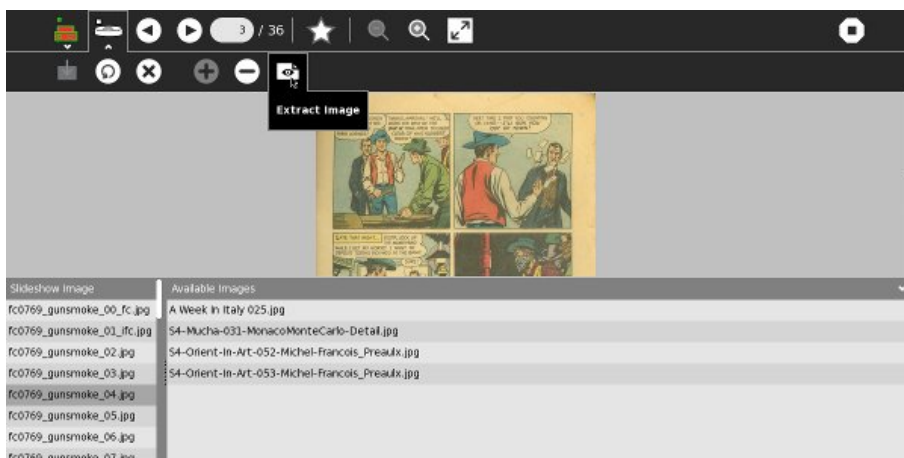 3 / 36
Extract Image
Slideshow Image
Available Images
fc0769_gunsmoke_00_fc.jpg
A Week In Italy 025.jpg
fc0769_gunsmoke_01_ifc.jpg
S4-Mucha-031-MonacoMonteCarlo-Detail.jpg
fc0769_gunsmoke_02.jpg
S4-Orient-In-Art-052-Michel-Francois_Preaulx.jpg
fc0769_gunsmoke_03.jpg
S4-Orient-In-Art-053-Michel-Francois_Preaulx.jpg
fc0769_gunsmoke_04.jpg
fc0769_gunsmoke_05.jpg
fc0769_gunsmoke_06.jpg
fc0769_gunsmoke_07.jpg